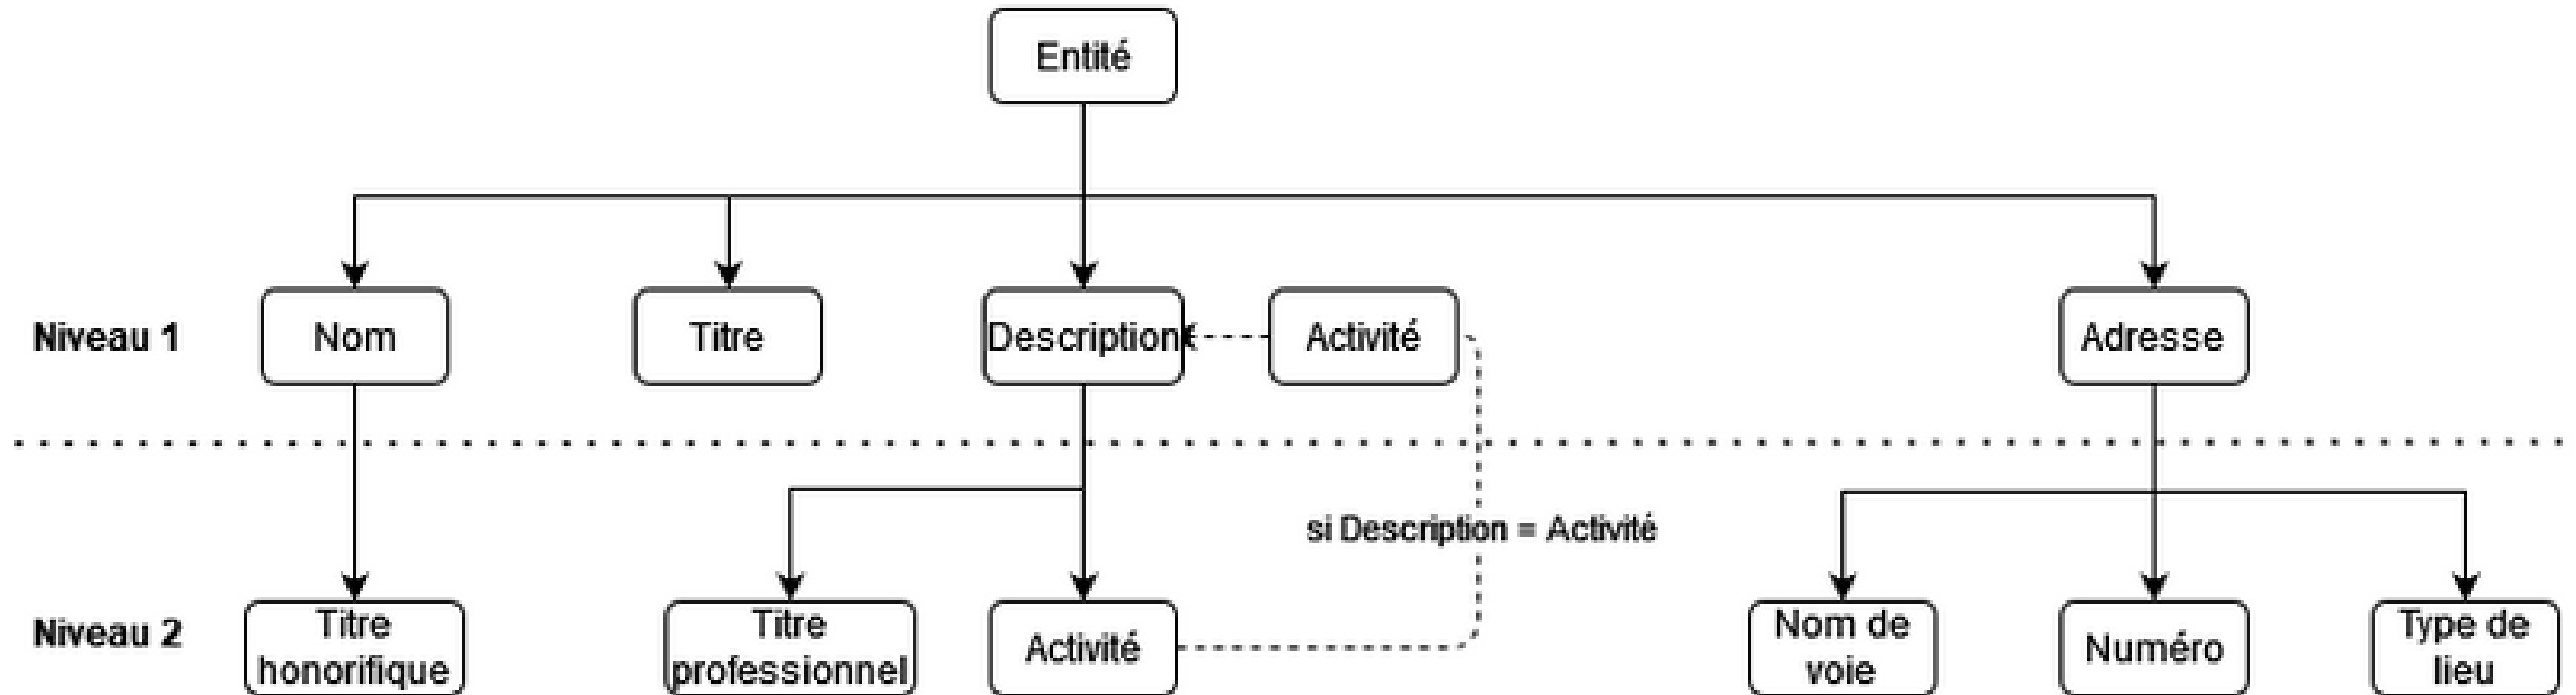 Entité
Niveau 1
Nom
Titre
Description
Activité
Adresse
si Description = Activité
Niveau 2
Titre
honorifique
Titre
professionnel
Activité
Nom de
voie
Numéro
Type de
lieu